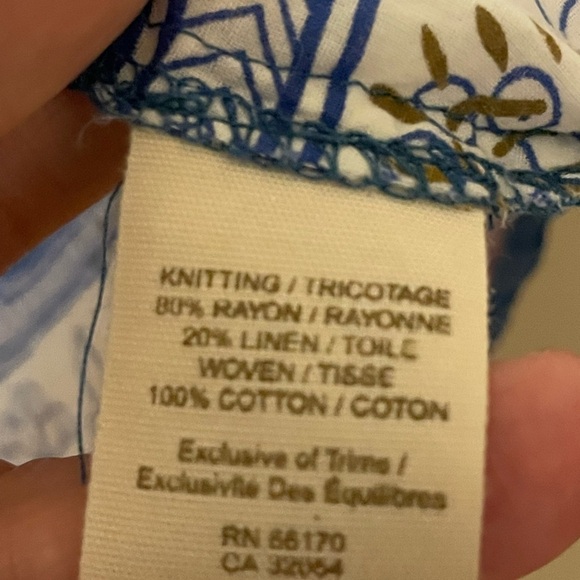 KNITTING / TRICOTAGE
80% RAYON / RAYONNE
20% LINEN / TOILE
WOVEN / TISSE
100% COTTON / COTON
Exclusive of Trims /
Exclusivité Des Équilibres
RN 56170
CA 32054